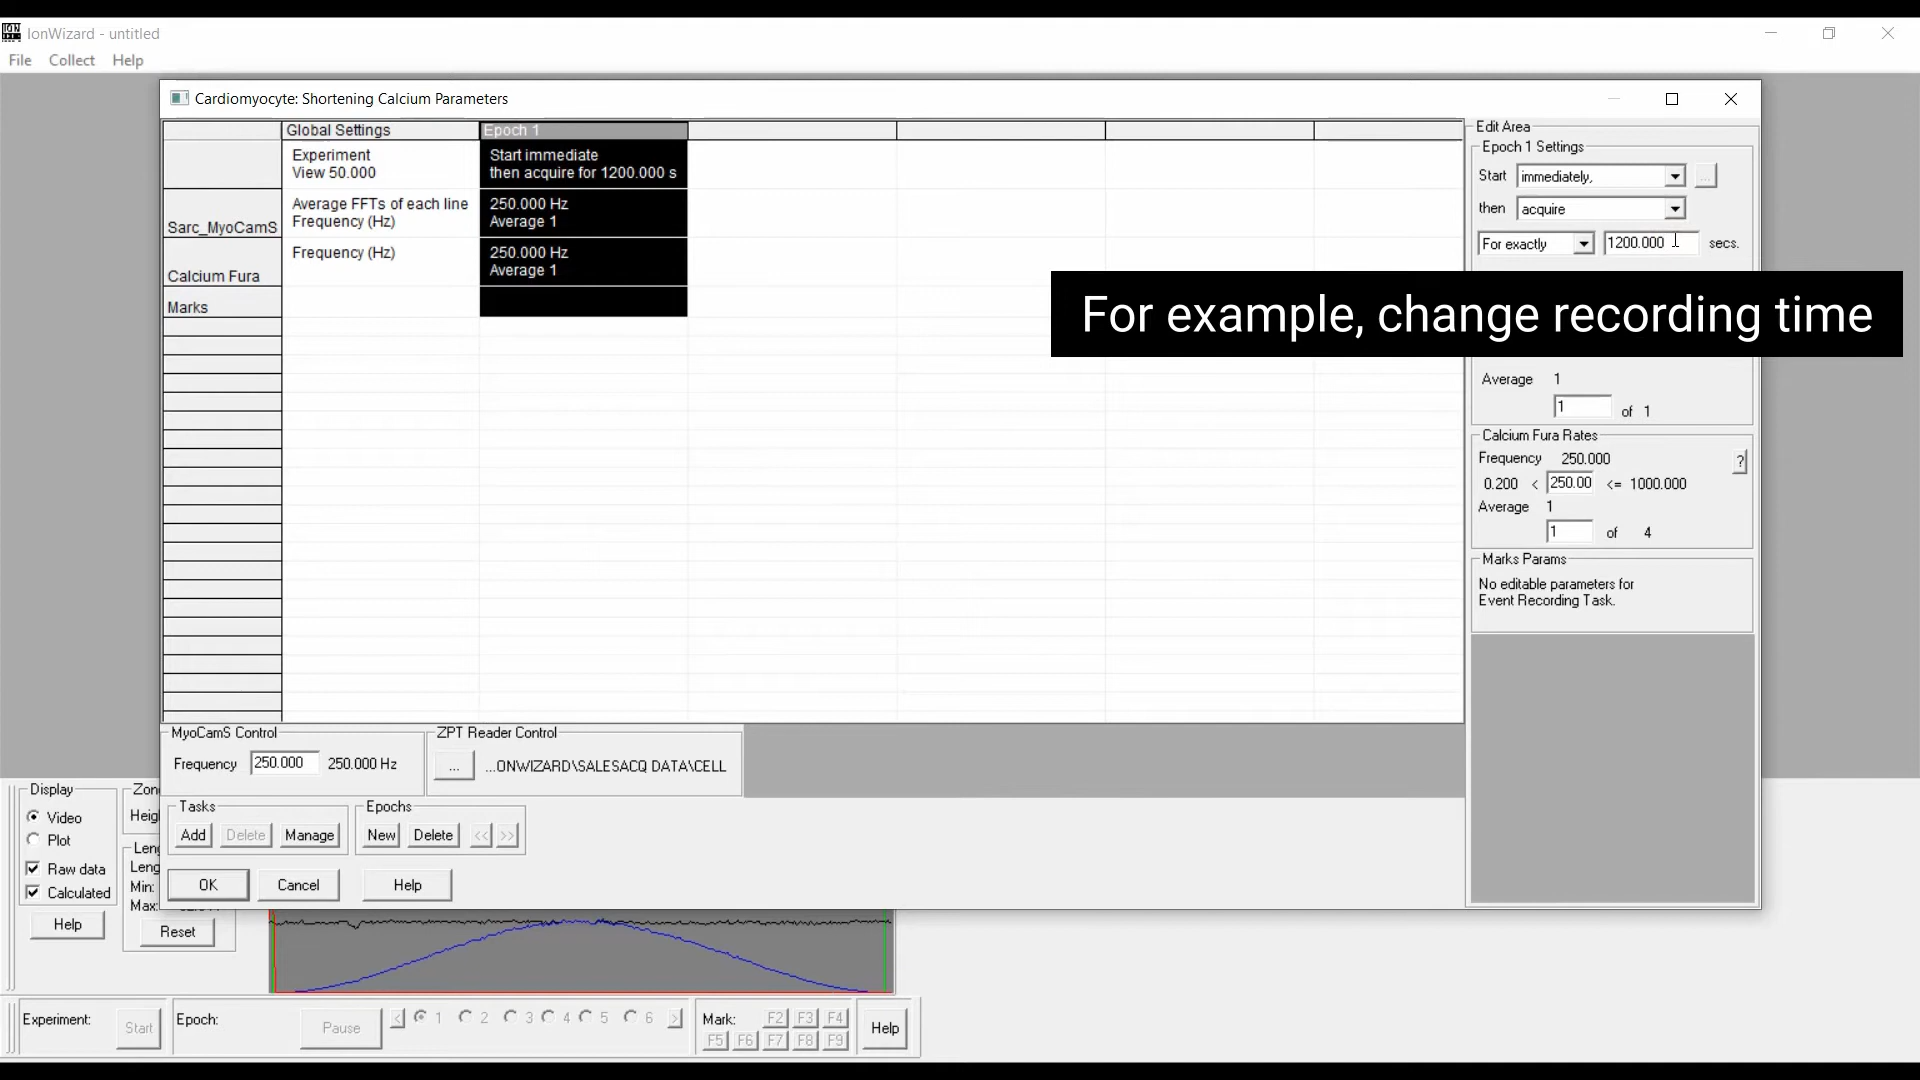 IonWizard - untitled
File Collect Help
Cardiomyocyte: Shortening Calcium Parameters
Global Settings Epoch 1
Experiment
View 50.000
Start immediate
then acquire for 1200.000 s
Sarc_MyoCamS
Average FFTs of each line
Frequency (Hz)
250.000 Hz
Average 1
Calcium Fura
Frequency (Hz)
250.000 Hz
Average 1
Marks
Edit Area
Epoch 1 Settings
Start immediately, ...
then acquire
For exactly 1200.000 secs.
For example, change recording time
Average 1
1 of 1
Calcium Fura Rates
Frequency 250.000 ?
0.200 < 250.00 <= 1000.000
Average 1
1 of 4
Marks Params
No editable parameters for
Event Recording Task.
MyoCamS Control
Frequency 250.000 250.000 Hz
ZPT Reader Control
... ...ONWIZARD\SALESACQ DATA\CELL
Tasks
Add Delete Manage
Epochs
New Delete << >>
OK Cancel Help
Display
Video
Plot
Raw data
Calculated
Help
Min:
Max:
Reset
Experiment: Start Epoch: Pause < 1 2 3 4 5 6 >
Mark: F2 F3 F4
F5 F6 F7 F8 F9
Help